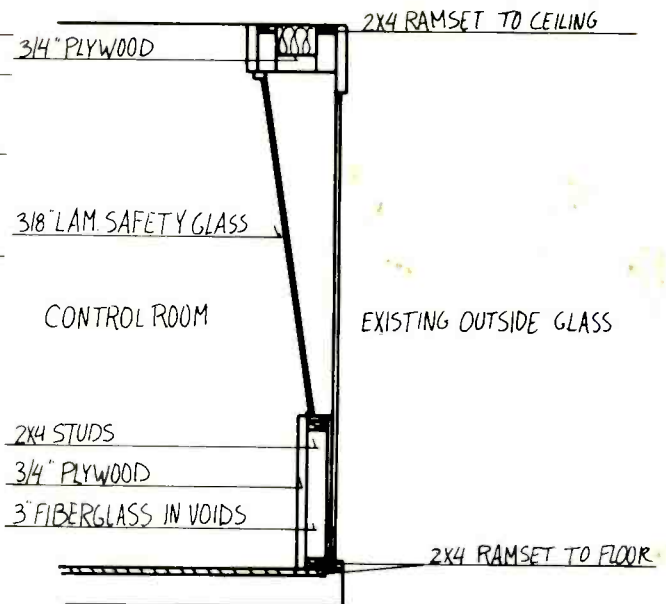 2X4 RAMSET TO CEILING
3/4" PLYWOOD
3/8" LAM. SAFETY GLASS
CONTROL ROOM
EXISTING OUTSIDE GLASS
2X4 STUDS
3/4" PLYWOOD
3" FIBERGLASS IN VOIDS
2X4 RAMSET TO FLOOR